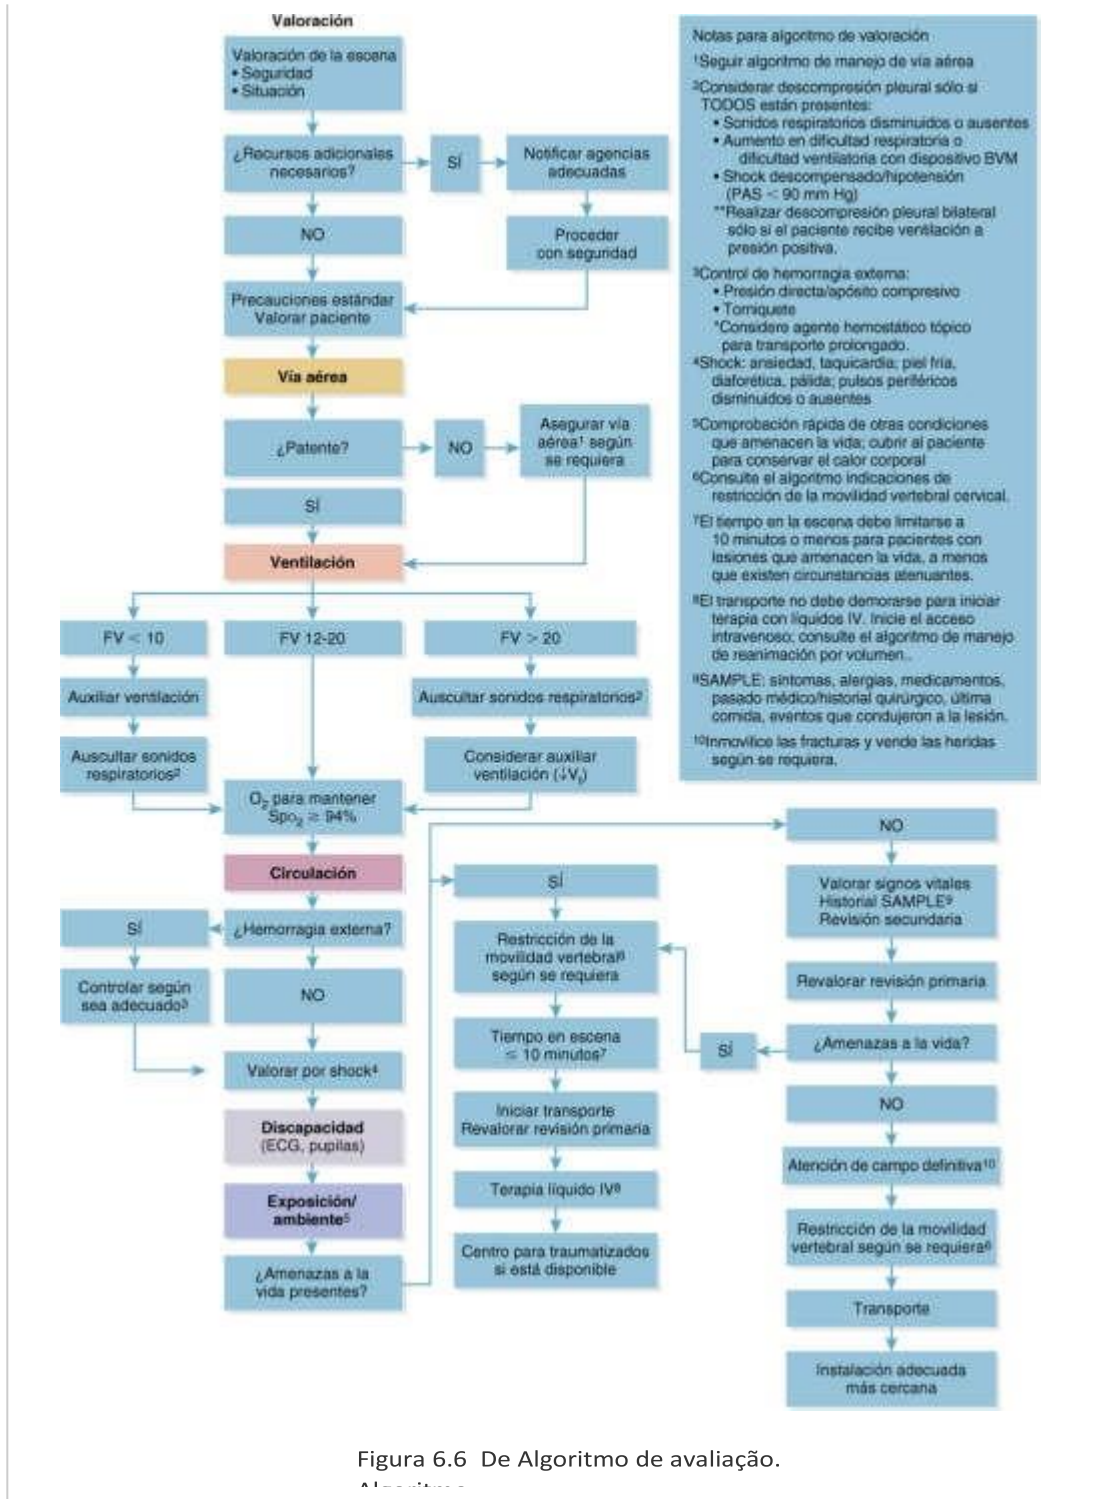 Valoración
Valoración de la escena
• Seguridad
• Situación
¿Recursos adicionales
necesarios?
SÍ
Notificar agencias
adecuadas
NO
Proceder
con seguridad
Precauciones estándar
Valorar paciente
Vía aérea
¿Patente?
NO
Asegurar vía
aérea¹ según
se requiera
SÍ
Ventilación
FV < 10
FV 12-20
FV > 20
Auxiliar ventilación
Auscultar sonidos respiratorios²
Auscultar sonidos
respiratorios²
Considerar auxiliar
ventilación (↓Vₜ)
O₂ para mantener
Spo₂ ≥ 94%
Circulación
SÍ
¿Hemorragia externa?
Controlar según
sea adecuado³
NO
Valorar por shock⁴
Discapacidad
(ECG, pupilas)
Exposición/
ambiente⁵
¿Amenazas a la
vida presentes?
SÍ
Restricción de la
movilidad vertebral⁶
según se requiera
Tiempo en escena
≤ 10 minutos⁷
Iniciar transporte
Revalorar revisión primaria
Terapia líquido IV⁸
Centro para traumatizados
si está disponible
NO
Valorar signos vitales
Historial SAMPLE⁹
Revisión secundaria
Revalorar revisión primaria
¿Amenazas a la vida?
SÍ
NO
Atención de campo definitiva¹⁰
Restricción de la movilidad
vertebral según se requiera⁶
Transporte
Instalación adecuada
más cercana
Notas para algoritmo de valoración
¹Seguir algoritmo de manejo de vía aérea
²Considerar descompresión pleural sólo si
TODOS están presentes:
• Sonidos respiratorios disminuidos o ausentes
• Aumento en dificultad respiratoria o
dificultad ventilatoria con dispositivo BVM
• Shock descompensado/hipotensión
(PAS < 90 mm Hg)
**Realizar descompresión pleural bilateral
sólo si el paciente recibe ventilación a
presión positiva.
³Control de hemorragia externa:
• Presión directa/apósito compresivo
• Torniquete
*Considere agente hemostático tópico
para transporte prolongado.
⁴Shock: ansiedad, taquicardia; piel fría,
diaforética, pálida; pulsos periféricos
disminuidos o ausentes
⁵Comprobación rápida de otras condiciones
que amenacen la vida; cubrir al paciente
para conservar el calor corporal
⁶Consulte el algoritmo indicaciones de
restricción de la movilidad vertebral cervical.
⁷El tiempo en la escena debe limitarse a
10 minutos o menos para pacientes con
lesiones que amenacen la vida, a menos
que existen circunstancias atenuantes.
⁸El transporte no debe demorarse para iniciar
terapia con líquidos IV. Inicie el acceso
intravenoso; consulte el algoritmo de manejo
de reanimación por volumen..
⁹SAMPLE: síntomas, alergias, medicamentos,
pasado médico/historial quirúrgico, última
comida, eventos que condujeron a la lesión.
¹⁰Inmovilice las fracturas y vende las heridas
según se requiera.
Figura 6.6 De Algoritmo de avaliação.